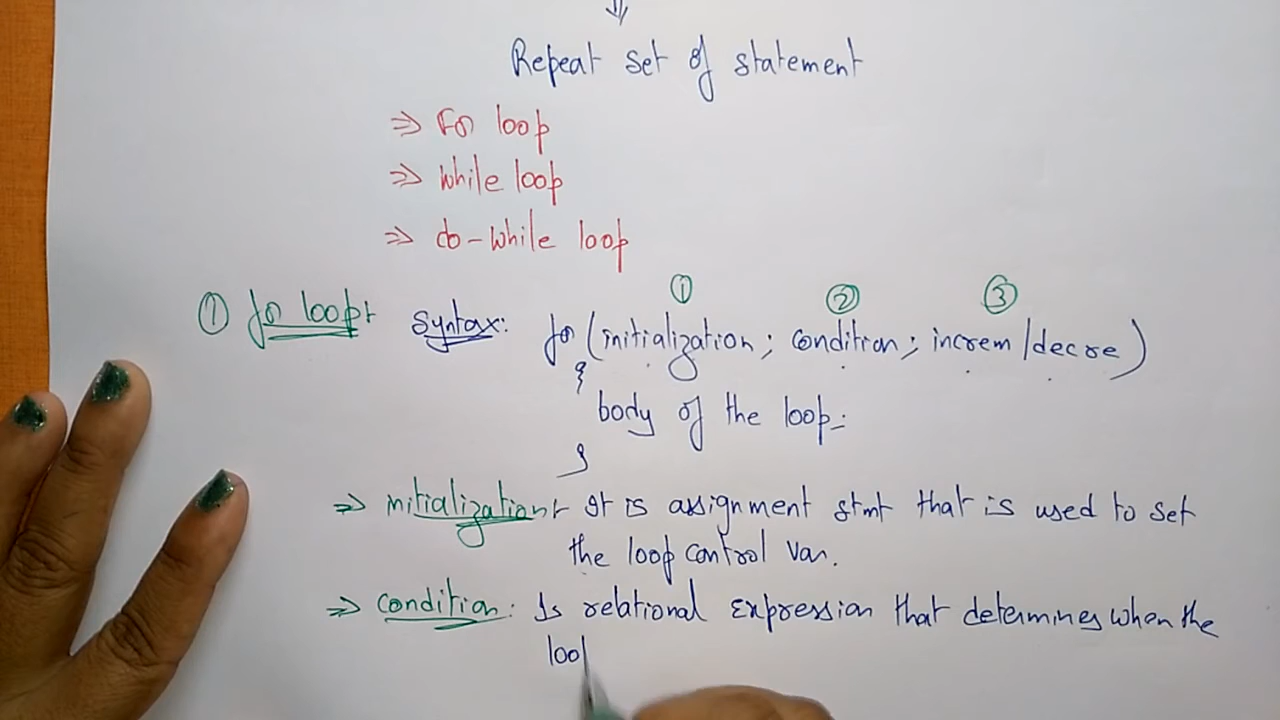 Repeat set of statement
⇒ For loop
⇒ while loop
⇒ do-while loop
① ② ③
① for loop:- Syntax: for (initialization; condition; increm/decre)
{
body of the loop;
}
⇒ initialization:- It is assignment stmt that is used to set
the loop control var.
⇒ condition: Is relational expression that determines when the
loo